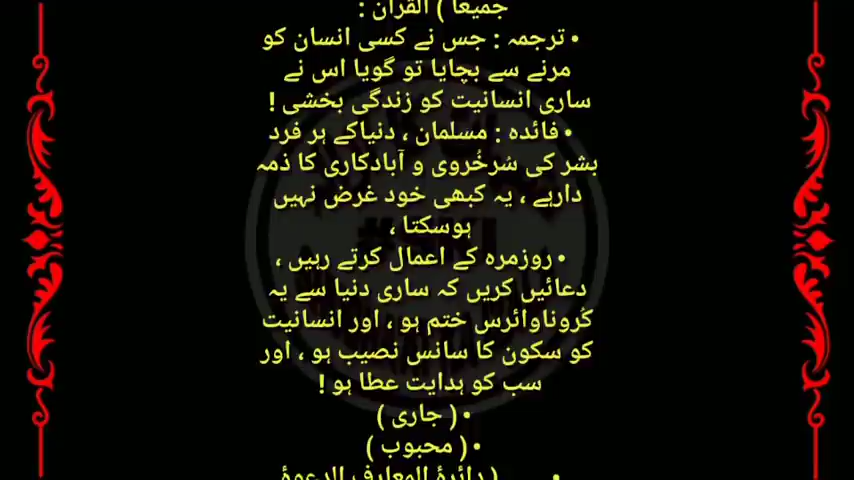 جمیعا ) القرآن :
• ترجمہ : جس نے کسی انسان کو
مرنے سے بچایا تو گویا اس نے
ساری انسانیت کو زندگی بخشی !
• فائدہ : مسلمان ، دنیاکے ہر فرد
بشر کی سُرخُروی و آبادکاری کا ذمہ
دارہے ، یہ کبھی خود غرض نہیں
ہوسکتا ،
• روزمرہ کے اعمال کرتے رہیں ،
دعائیں کریں کہ ساری دنیا سے یہ
کُروناوائرس ختم ہو ، اور انسانیت
کو سکون کا سانس نصیب ہو ، اور
سب کو ہدایت عطا ہو !
• ( جاری )
• ( محبوب )
• ( دائرۃ المعارف الدعوۃ